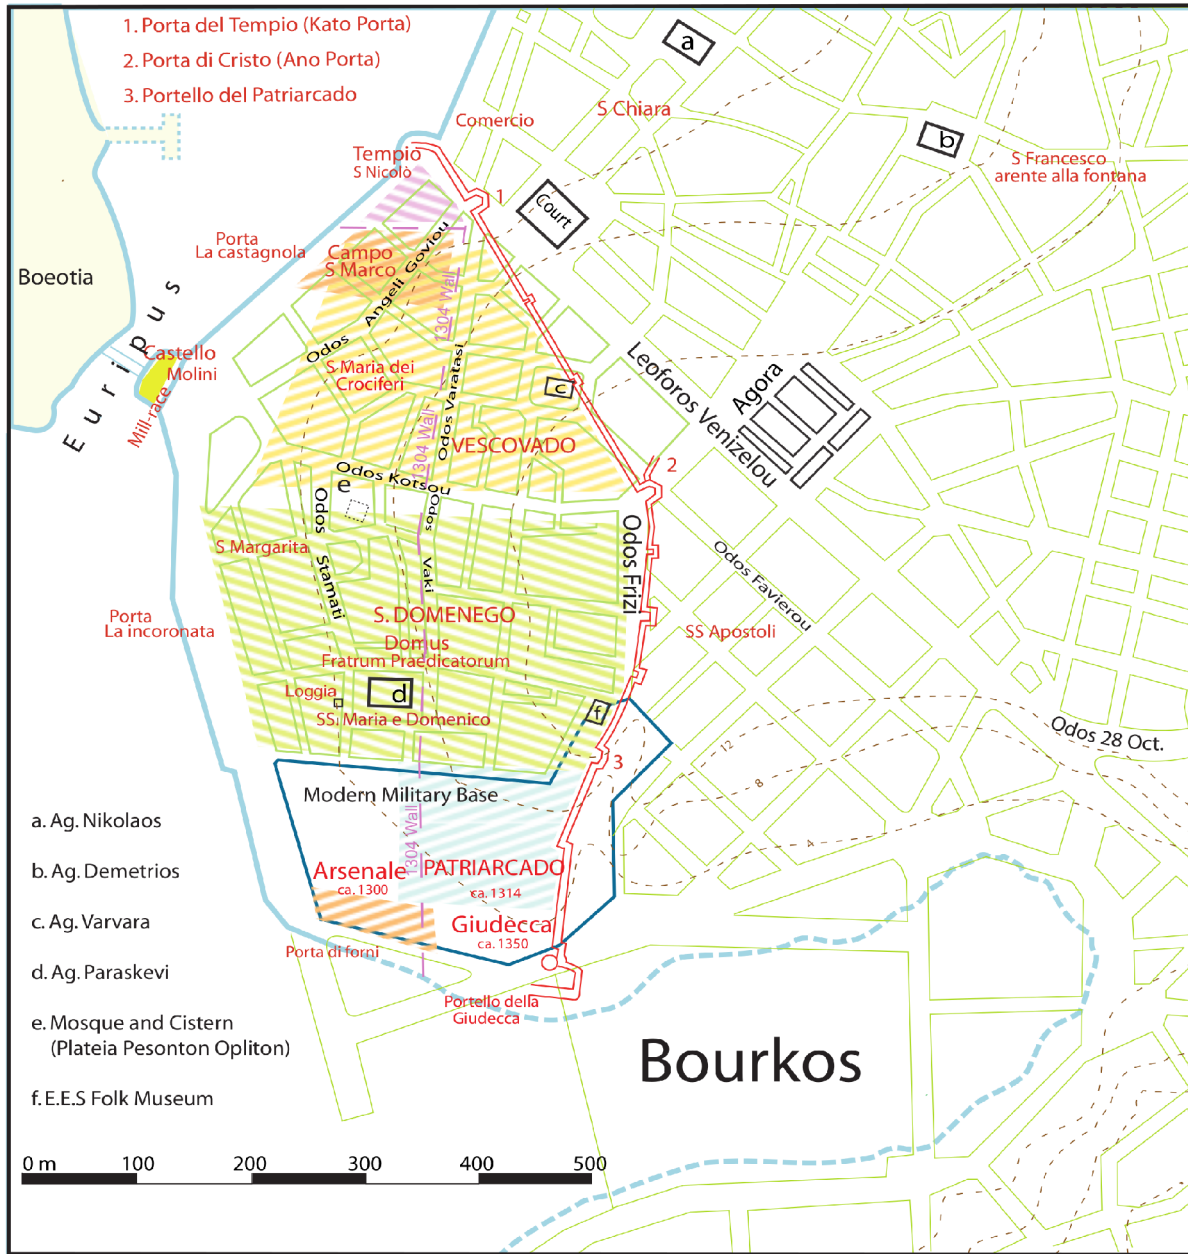 1. Porta del Tempio (Kato Porta)
2. Porta di Cristo (Ano Porta)
3. Portello del Patriarcado
a
S Chiara
Comercio
b
S Francesco
arente alla fontana
Tempio
S Nicolò
1
Court
Porta
La castagnola
Campo
S Marco
Odos Angeli Goviou
1304 Wall
Boeotia
Euripus
Castello
Molini
Mill-race
S Maria dei
Crociferi
Odos Varatasi
c
Leoforos Venizelou
Agora
1304 Wall
VESCOVADO
2
Odos Kotsou
e
Odos Stamati
Odos Vaki
Odos Frizi
Odos Favierou
S Margarita
Porta
La incoronata
S. DOMENEGO
Domus
Fratrum Praedicatorum
SS Apostoli
Loggia
d
SS. Maria e Domenico
f
3
12
8
4
Odos 28 Oct.
Modern Military Base
1304 Wall
Arsenale
ca. 1300
PATRIARCADO
ca. 1314
Giudecca
ca. 1350
Porta di forni
Portello della
Giudecca
Bourkos
a. Ag. Nikolaos
b. Ag. Demetrios
c. Ag. Varvara
d. Ag. Paraskevi
e. Mosque and Cistern
(Plateia Pesonton Opliton)
f. E.E.S Folk Museum
0 m 100 200 300 400 500